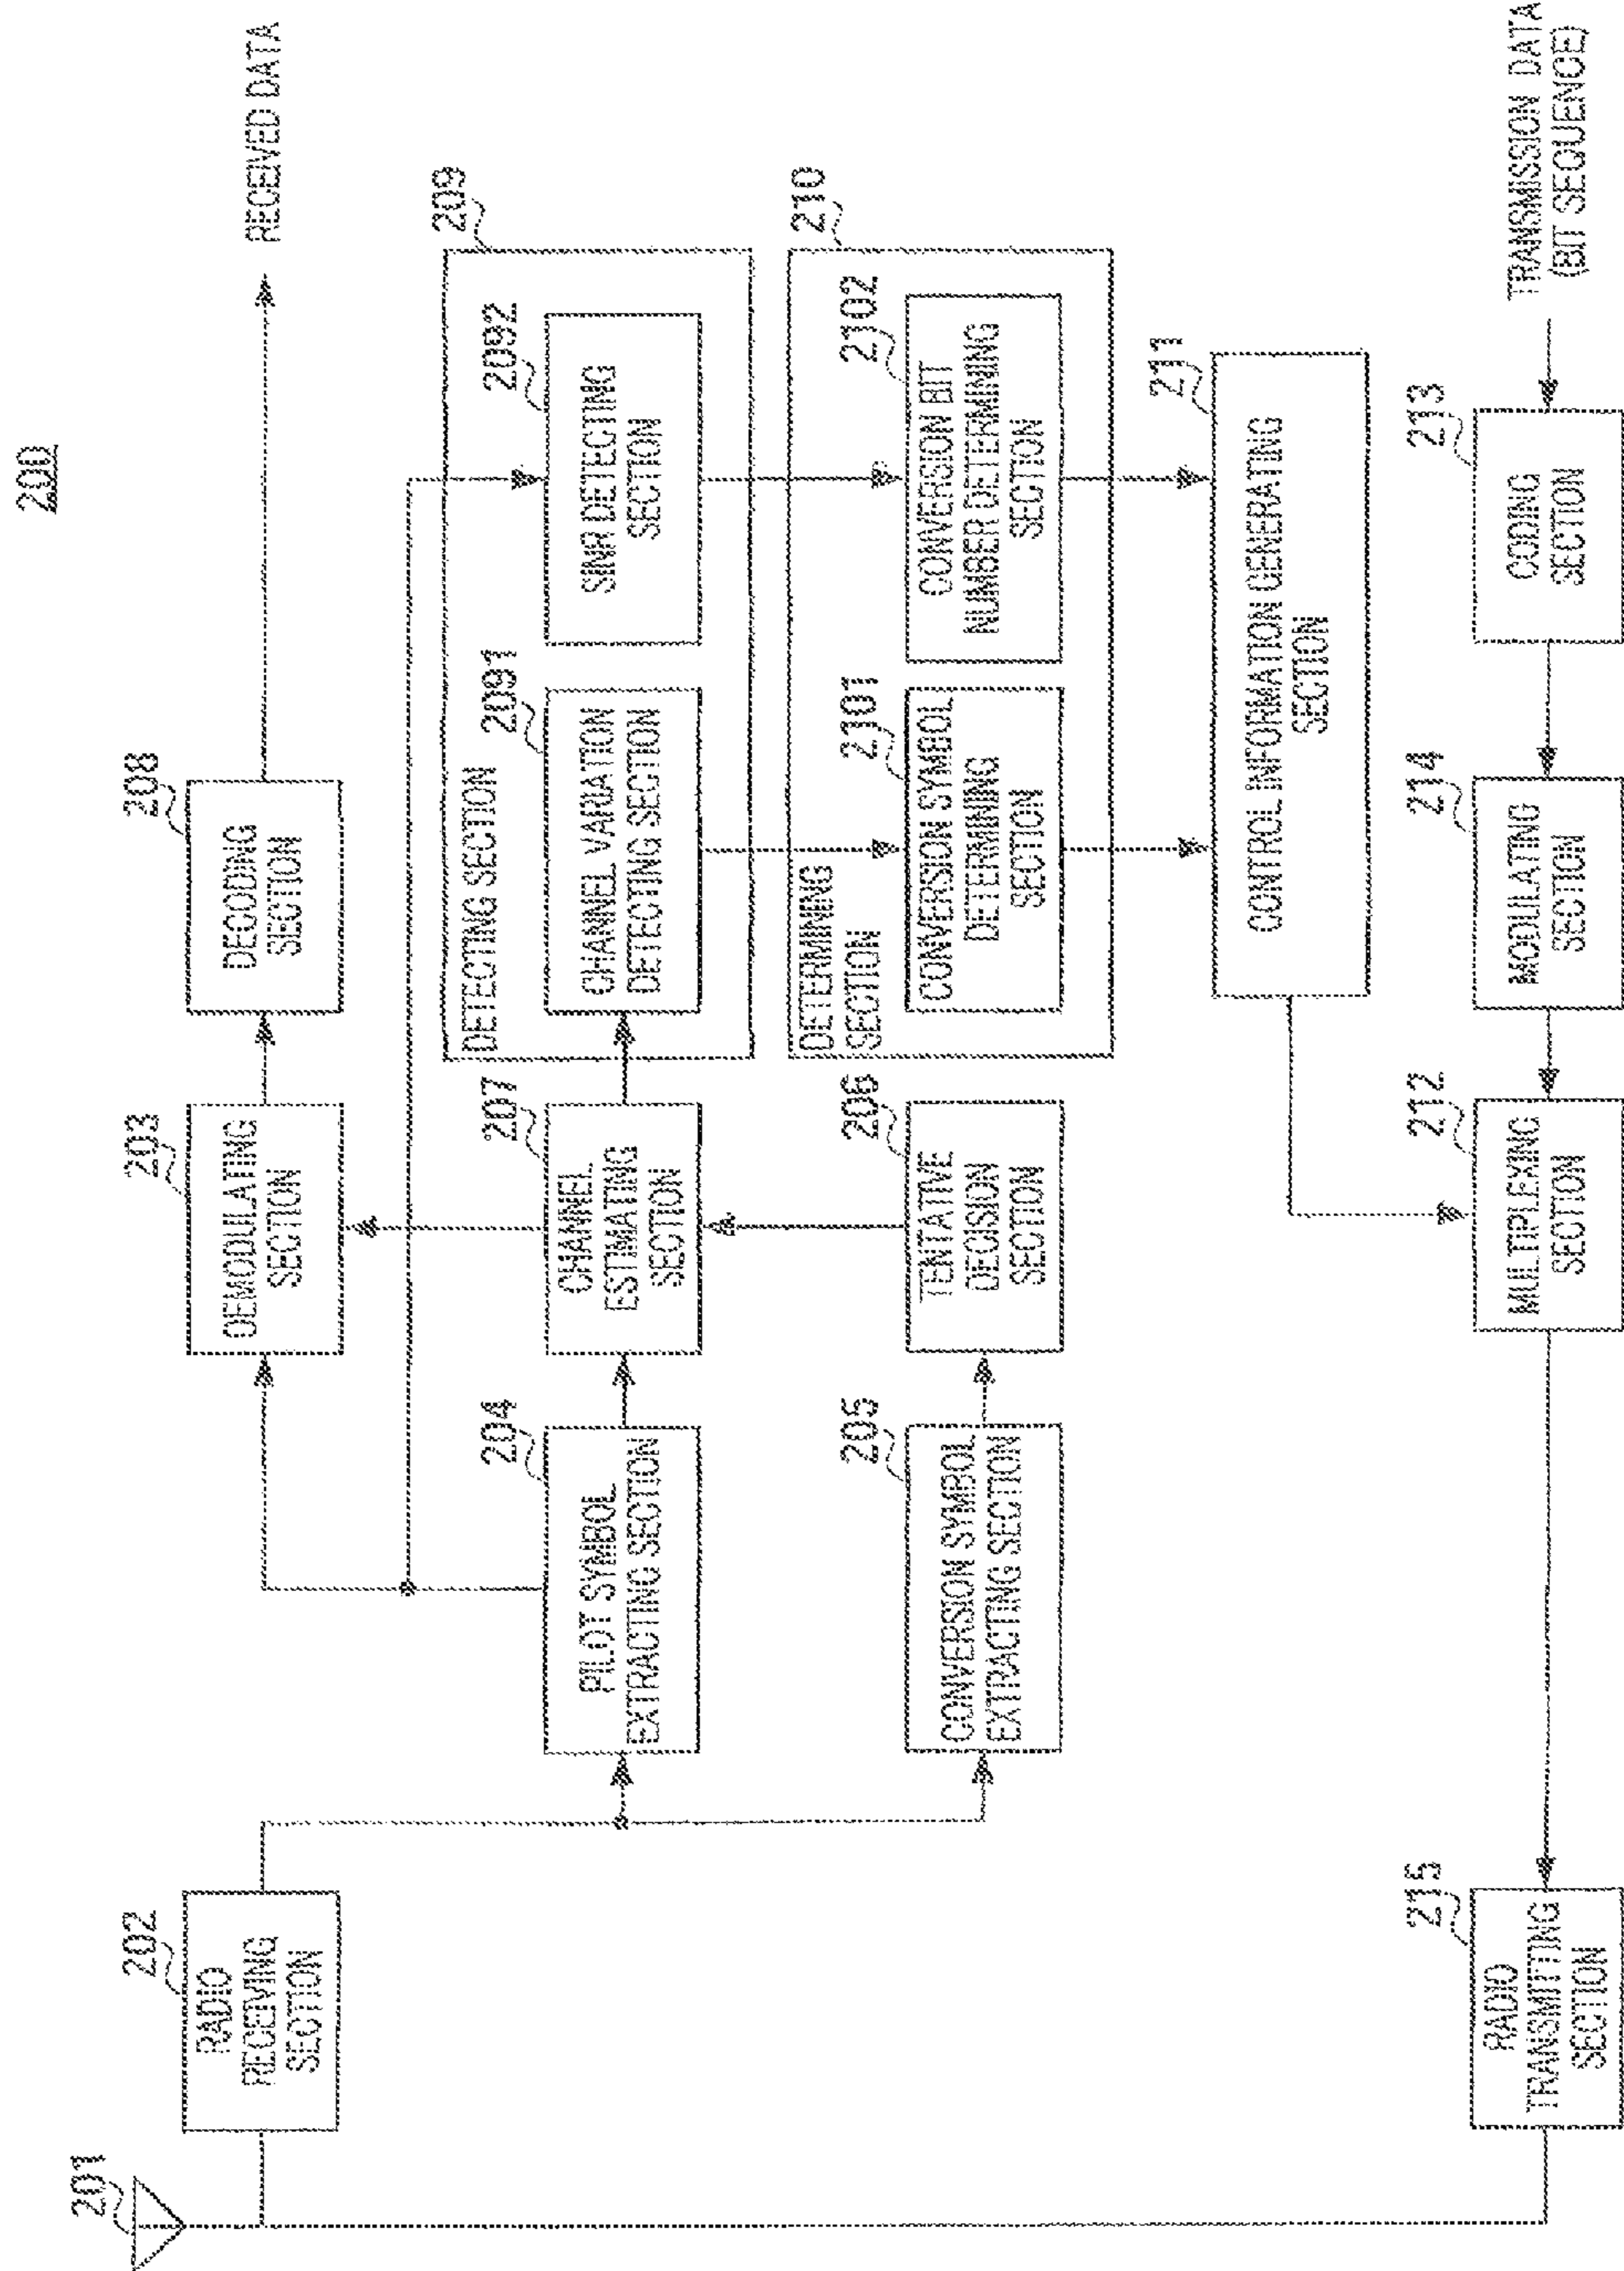 200
201
202
RADIO
RECEIVING
SECTION
203
DEMODULATING
SECTION
208
DECODING
SECTION
RECEIVED DATA
204
PILOT SYMBOL
EXTRACTING SECTION
207
CHANNEL
ESTIMATING
SECTION
209
DETECTING SECTION
2091
CHANNEL VARIATION
DETECTING SECTION
2092
SINR DETECTING
SECTION
205
CONVERSION SYMBOL
EXTRACTING SECTION
206
TENTATIVE
DECISION
SECTION
210
DETERMINING
SECTION
2101
CONVERSION SYMBOL
DETERMINING
SECTION
2102
CONVERSION BIT
NUMBER DETERMINING
SECTION
211
CONTROL INFORMATION GENERATING
SECTION
215
RADIO
TRANSMITTING
SECTION
212
MULTIPLEXING
SECTION
214
MODULATING
SECTION
213
CODING
SECTION
TRANSMISSION DATA
(BIT SEQUENCE)